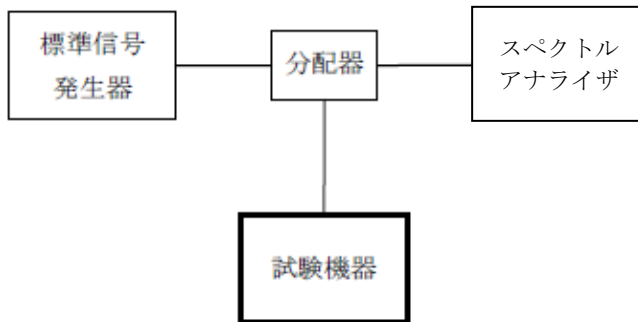 標準信号
発生器
分配器
スペクトル
アナライザ
試験機器